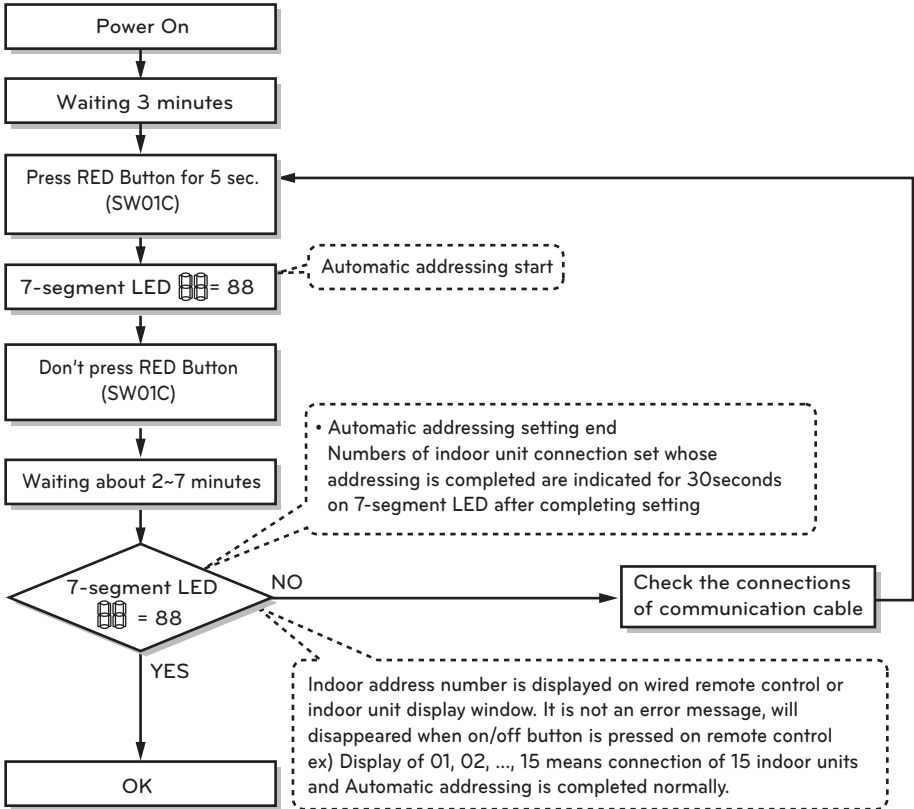 Power On
Waiting 3 minutes
Press RED Button for 5 sec.
(SW01C)
7-segment LED 88= 88
Automatic addressing start
Don't press RED Button
(SW01C)
• Automatic addressing setting end
Numbers of indoor unit connection set whose
addressing is completed are indicated for 30seconds
on 7-segment LED after completing setting
Waiting about 2~7 minutes
7-segment LED
88 = 88
NO
Check the connections
of communication cable
YES
Indoor address number is displayed on wired remote control or
indoor unit display window. It is not an error message, will
disappeared when on/off button is pressed on remote control
ex) Display of 01, 02, ..., 15 means connection of 15 indoor units
and Automatic addressing is completed normally.
OK